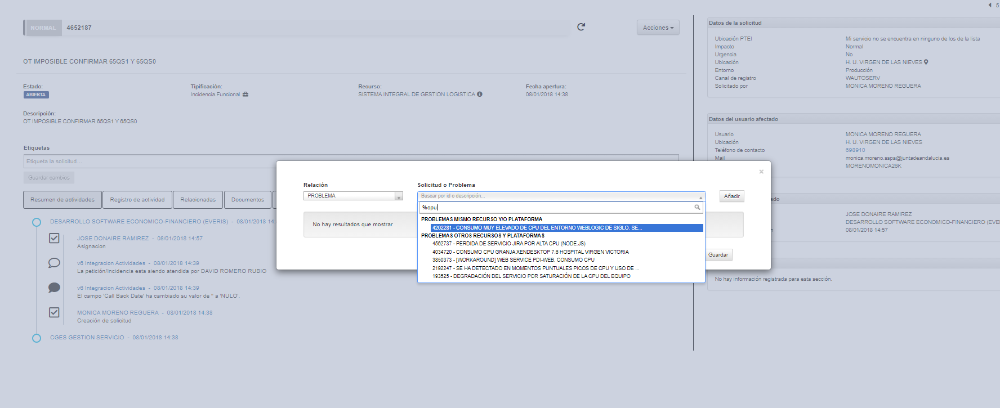 5
NORMAL 4652187
Acciones
OT IMPOSIBLE CONFIRMAR 65QS1 Y 65QS0
Estado:
ABIERTA
Tipificación:
Incidencia.Funcional
Recurso:
SISTEMA INTEGRAL DE GESTION LOGISTICA
Fecha apertura:
08/01/2018 14:38
Descripción:
OT IMPOSIBLE CONFIRMAR 65QS1 Y 65QS0
Etiquetas
Etiqueta la solicitud...
Guardar cambios
Resumen de actividades
Registro de actividad
Relacionadas
Documentos
DESARROLLO SOFTWARE ECONOMICO-FINANCIERO (EVERIS) - 08/01/2018 14:
JOSE DONAIRE RAMIREZ - 08/01/2018 14:57
Asignacion
v6 Integracion Actividades - 08/01/2018 14:39
La petición/Incidencia esta siendo atendida por DAVID ROMERO RUBIO
v6 Integracion Actividades - 08/01/2018 14:39
El campo 'Call Back Date' ha cambiado su valor de '' a 'NULO'.
MONICA MORENO REGUERA - 08/01/2018 14:38
Creación de solicitud
CGES GESTION SERVICIO - 08/01/2018 14:38
×
Relación
PROBLEMA
Solicitud o Problema
Buscar por id o descripción...
Añadir
%cpu
No hay resultados que mostrar
PROBLEMAS MISMO RECURSO Y/O PLATAFORMA
4202281 - CONSUMO MUY ELEVADO DE CPU DEL ENTORNO WEBLOGIC DE SIGLO. SE...
PROBLEMAS OTROS RECURSOS Y PLATAFORMAS
4562737 - PERDIDA DE SERVICIO JIRA POR ALTA CPU (NODE.JS)
4034720 - CONSUMO CPU GRANJA XENDESKTOP 7.6 HOSPITAL VIRGEN VICTORIA
3850373 - [WORKAROUND] WEB SERVICE PDI-WEB, CONSUMO CPU
2192247 - SE HA DETECTADO EN MOMENTOS PUNTUALES PICOS DE CPU Y USO DE ...
193525 - DEGRADACIÓN DEL SERVICIO POR SATURACIÓN DE LA CPU DEL EQUIPO
Guardar
Datos de la solicitud
Ubicación PTEI Mi servicio no se encuentra en ninguno de los de la lista
Impacto Normal
Urgencia No
Ubicación H. U. VIRGEN DE LAS NIEVES
Entorno Producción
Canal de registro WAUTOSERV
Solicitado por MONICA MORENO REGUERA
Datos del usuario afectado
Usuario MONICA MORENO REGUERA
Ubicación H. U. VIRGEN DE LAS NIEVES
Teléfono de contacto 698910
Mail monica.moreno.sspa@juntadeandalucia.es
MORENOMONICA26K
ado
JOSE DONAIRE RAMIREZ
DESARROLLO SOFTWARE ECONOMICO-FINANCIERO (EVE
n 08/01/2018 14:57
No hay información registrada para esta sección.